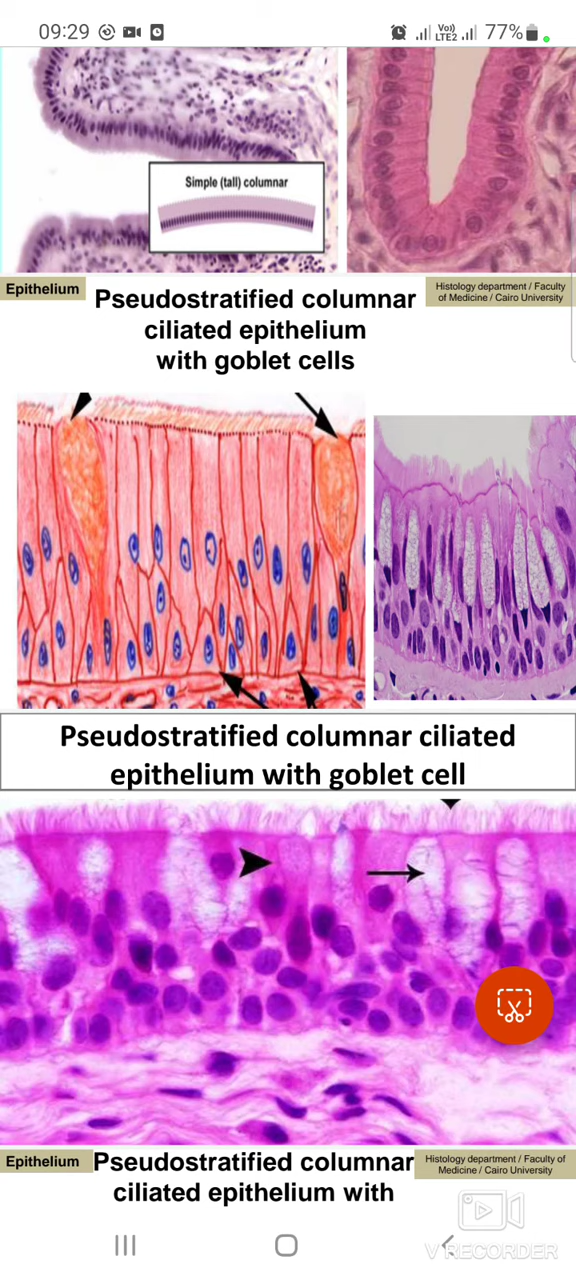 09:29
Vo)) LTE2 77%
Simple (tall) columnar
Epithelium
Pseudostratified columnar
ciliated epithelium
with goblet cells
Histology department / Faculty
of Medicine / Cairo University
Pseudostratified columnar ciliated
epithelium with goblet cell
Epithelium
Pseudostratified columnar
ciliated epithelium with
Histology department / Faculty of
Medicine / Cairo University
V RECORDER